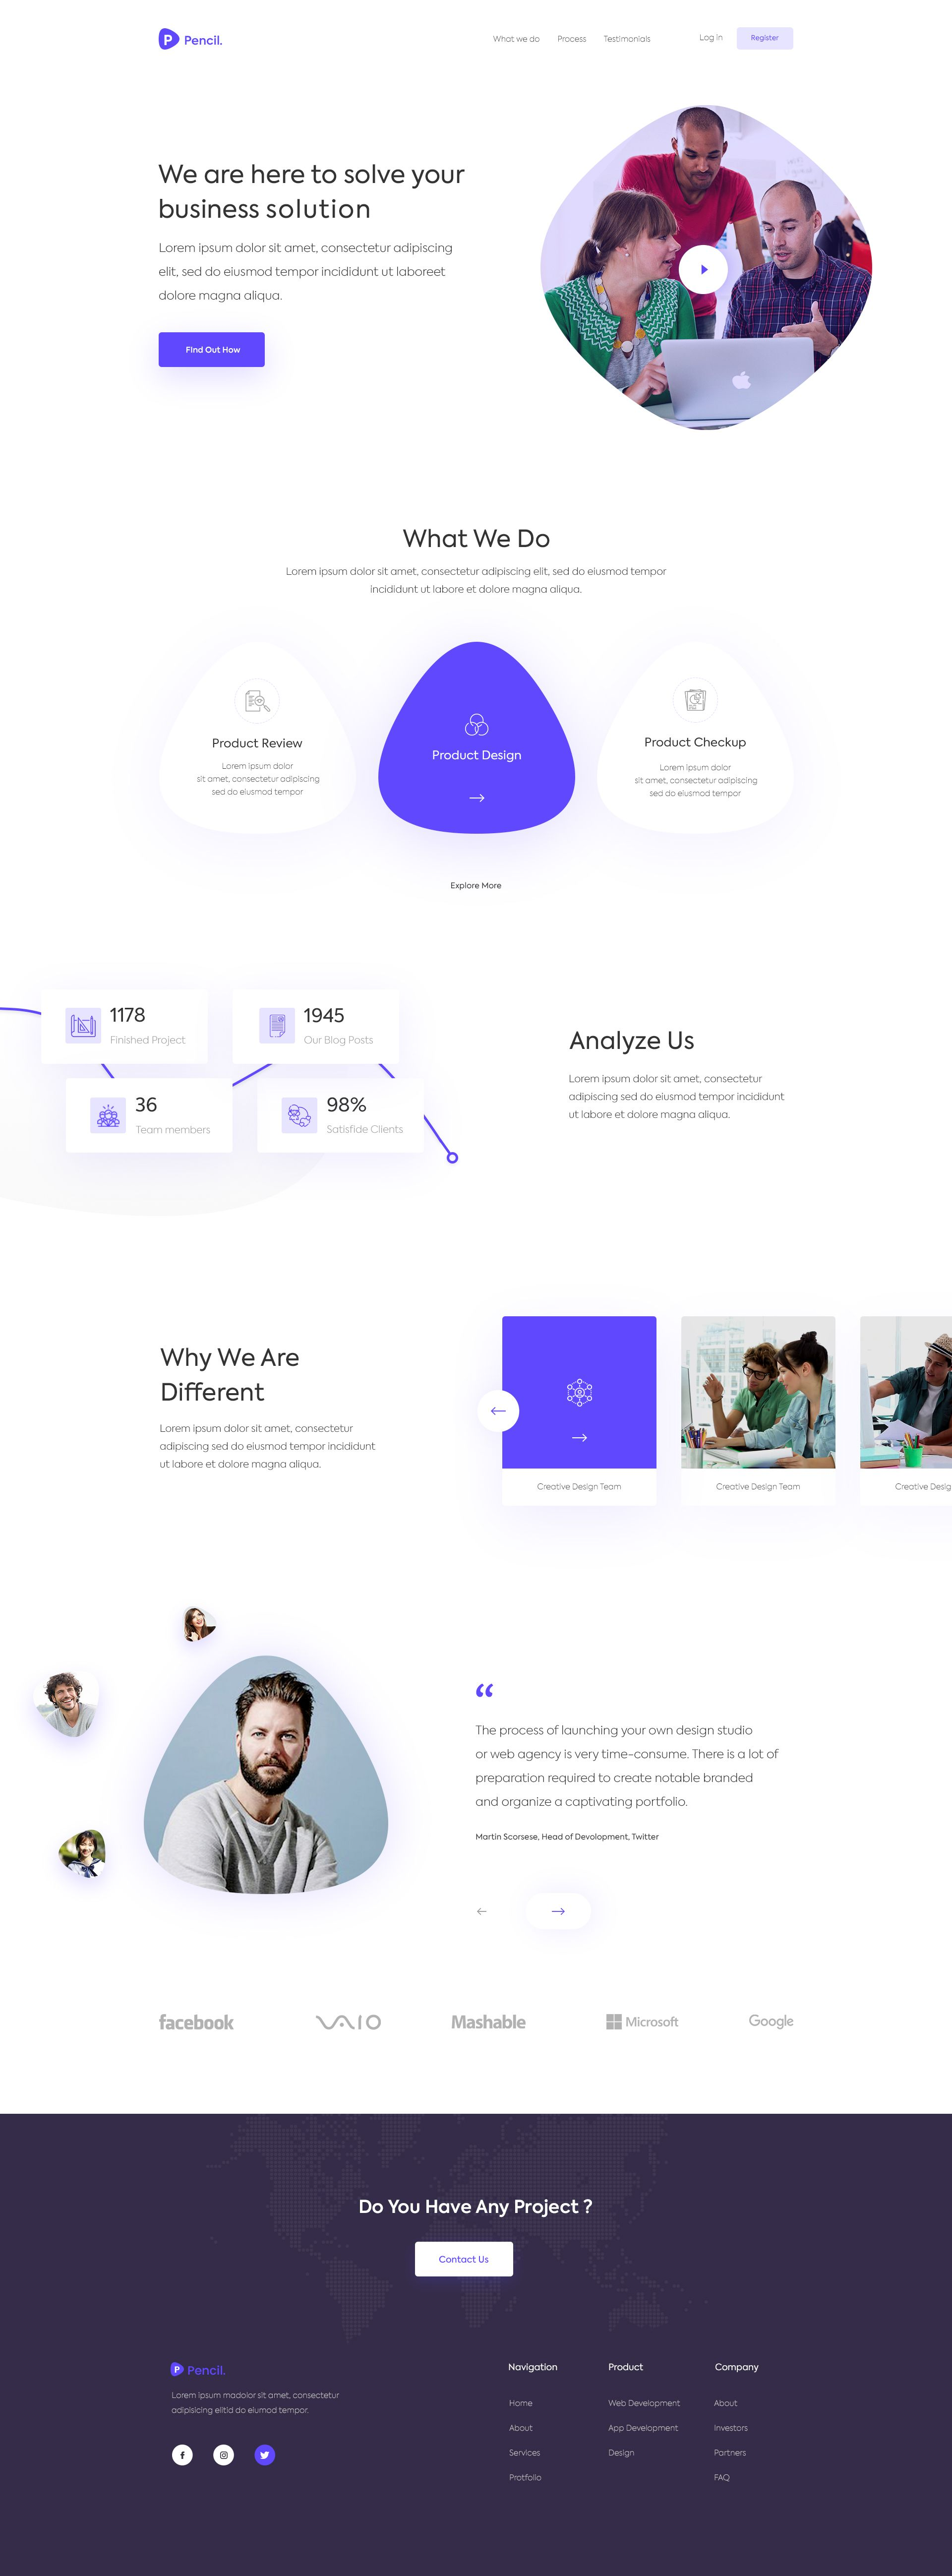 P Pencil.
What we do Process Testimonials Log in Register
We are here to solve your
business solution
Lorem ipsum dolor sit amet, consectetur adipiscing
elit, sed do eiusmod tempor incididunt ut laboreet
dolore magna aliqua.
Find Out How
What We Do
Lorem ipsum dolor sit amet, consectetur adipiscing elit, sed do eiusmod tempor
incididunt ut labore et dolore magna aliqua.
Product Review
Lorem ipsum dolor
sit amet, consectetur adipiscing
sed do eiusmod tempor
Product Design
Product Checkup
Lorem ipsum dolor
sit amet, consectetur adipiscing
sed do eiusmod tempor
Explore More
1178
Finished Project
1945
Our Blog Posts
36
Team members
98%
Satisfide Clients
Analyze Us
Lorem ipsum dolor sit amet, consectetur
adipiscing sed do eiusmod tempor incididunt
ut labore et dolore magna aliqua.
Why We Are
Different
Lorem ipsum dolor sit amet, consectetur
adipiscing sed do eiusmod tempor incididunt
ut labore et dolore magna aliqua.
Creative Design Team
Creative Design Team
Creative Desig
“
The process of launching your own design studio
or web agency is very time-consume. There is a lot of
preparation required to create notable branded
and organize a captivating portfolio.
Martin Scorsese, Head of Devolopment, Twitter
facebook
VAIO
Mashable
Microsoft
Google
Do You Have Any Project ?
Contact Us
P Pencil.
Lorem ipsum madolor sit amet, consectetur
adipisicing elitid do eiumod tempor.
Navigation
Home
About
Services
Protfolio
Product
Web Development
App Development
Design
Company
About
Investors
Partners
FAQ